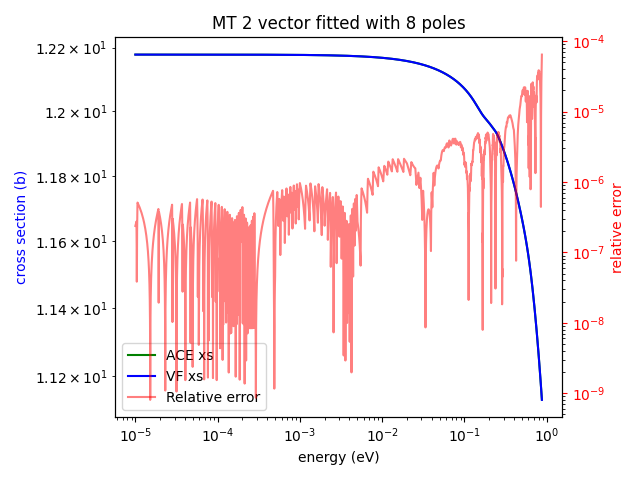 MT 2 vector fitted with 8 poles
1.22 × 10¹
1.2 × 10¹
1.18 × 10¹
1.16 × 10¹
1.14 × 10¹
1.12 × 10¹
cross section (b)
10⁻⁴
10⁻⁵
10⁻⁶
10⁻⁷
10⁻⁸
10⁻⁹
relative error
ACE xs
VF xs
Relative error
10⁻⁵
10⁻⁴
10⁻³
10⁻²
10⁻¹
10⁰
energy (eV)